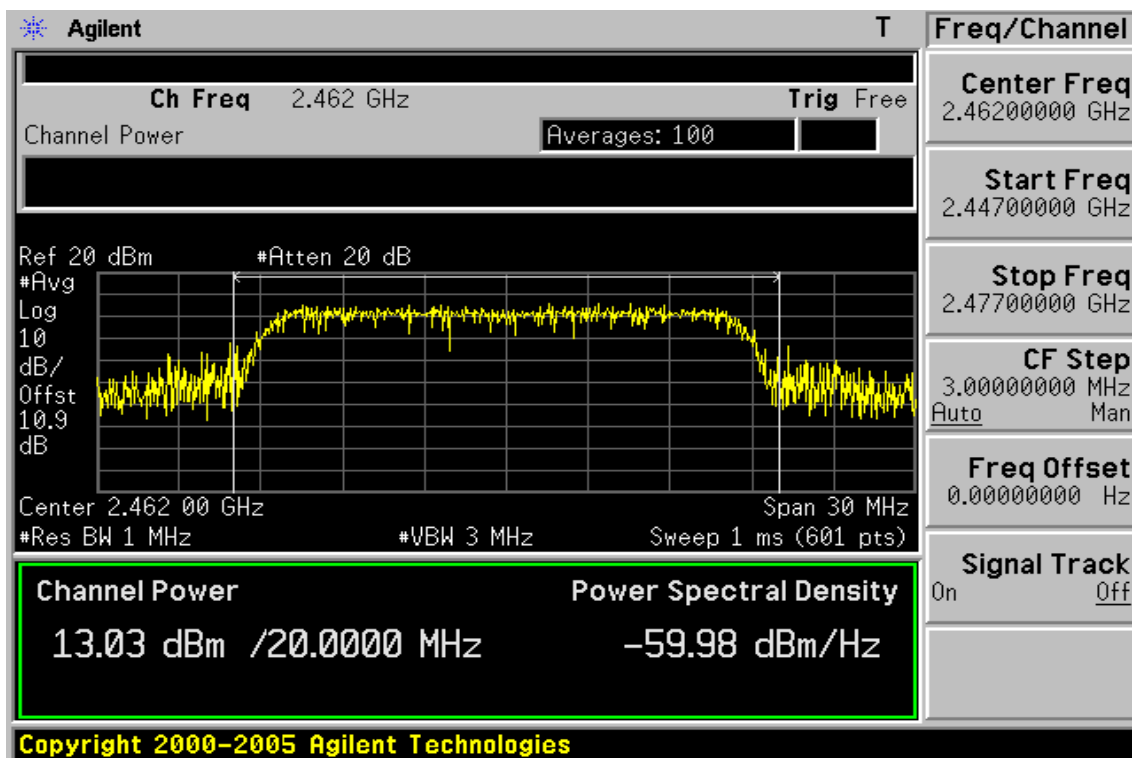 Agilent T
Ch Freq 2.462 GHz Trig Free
Channel Power Averages: 100
Ref 20 dBm #Atten 20 dB
#Avg
Log
10
dB/
Offst
10.9
dB
Center 2.462 00 GHz Span 30 MHz
#Res BW 1 MHz #VBW 3 MHz Sweep 1 ms (601 pts)
Channel Power Power Spectral Density
13.03 dBm /20.0000 MHz -59.98 dBm/Hz
Copyright 2000-2005 Agilent Technologies
Freq/Channel
Center Freq
2.46200000 GHz
Start Freq
2.44700000 GHz
Stop Freq
2.47700000 GHz
CF Step
3.00000000 MHz
Auto Man
Freq Offset
0.00000000 Hz
Signal Track
On Off